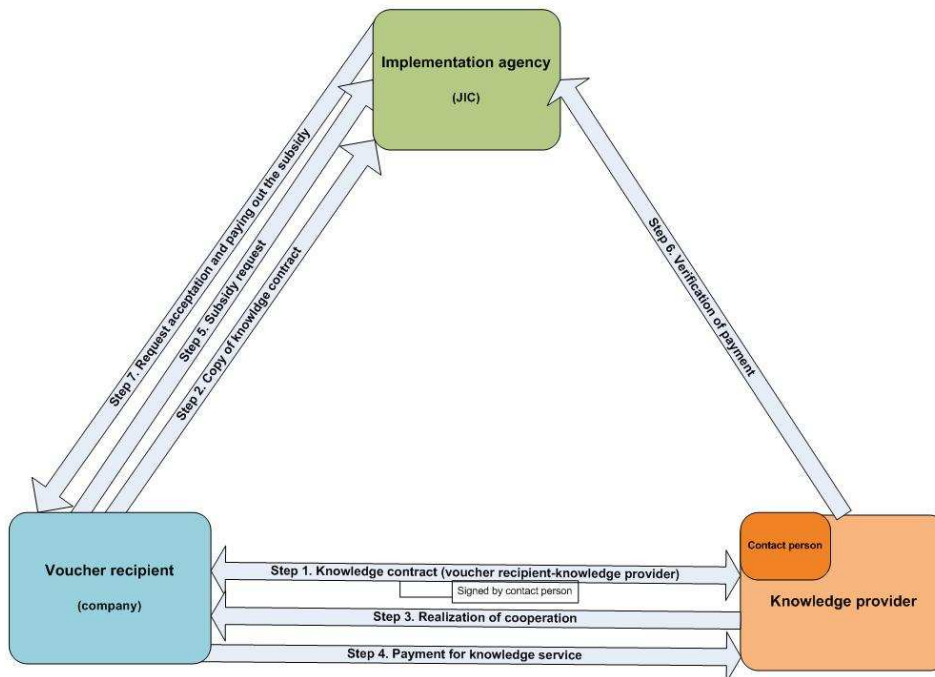 Implementation agency
(JIC)
Step 7. Request acceptation and paying out the subsidy
Step 5. Subsidy request
Step 2. Copy of knowldge contract
Step 6. Verification of payment
Voucher recipient
(company)
Contact person
Knowledge provider
Step 1. Knowledge contract (voucher recipient-knowledge provider)
Signed by contact person
Step 3. Realization of cooperation
Step 4. Payment for knowledge service